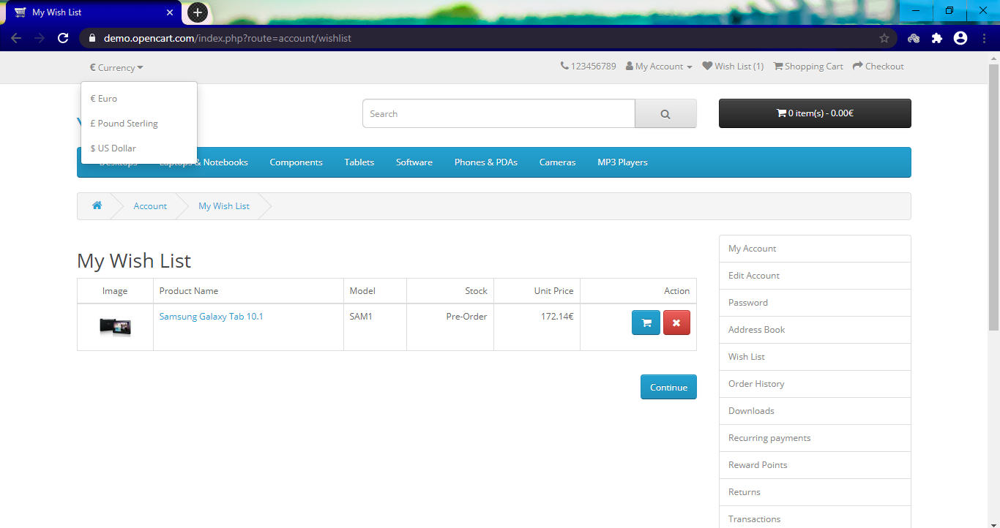 My Wish List
demo.opencart.com/index.php?route=account/wishlist
€ Currency
123456789 My Account Wish List (1) Shopping Cart Checkout
€ Euro
£ Pound Sterling
$ US Dollar
Search
0 item(s) - 0.00€
Desktops Laptops & Notebooks Components Tablets Software Phones & PDAs Cameras MP3 Players
Account My Wish List
My Wish List
Image Product Name Model Stock Unit Price Action
Samsung Galaxy Tab 10.1 SAM1 Pre-Order 172.14€
Continue
My Account
Edit Account
Password
Address Book
Wish List
Order History
Downloads
Recurring payments
Reward Points
Returns
Transactions